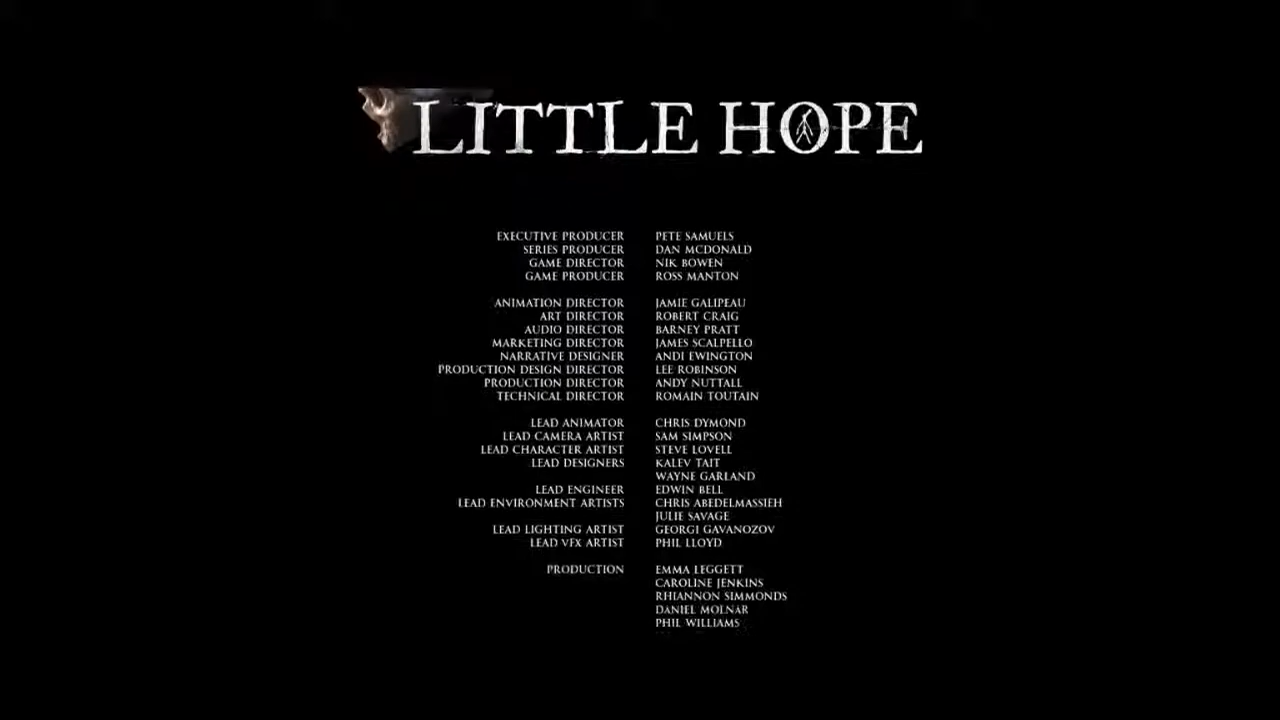 LITTLE HOPE
EXECUTIVE PRODUCER PETE SAMUELS
SERIES PRODUCER DAN MCDONALD
GAME DIRECTOR NIK BOWEN
GAME PRODUCER ROSS MANTON
ANIMATION DIRECTOR JAMIE GALIPEAU
ART DIRECTOR ROBERT CRAIG
AUDIO DIRECTOR BARNEY PRATT
MARKETING DIRECTOR JAMES SCALPELLO
NARRATIVE DESIGNER ANDI EWINGTON
PRODUCTION DESIGN DIRECTOR LEE ROBINSON
PRODUCTION DIRECTOR ANDY NUTTALL
TECHNICAL DIRECTOR ROMAIN TOUTAIN
LEAD ANIMATOR CHRIS DYMOND
LEAD CAMERA ARTIST SAM SIMPSON
LEAD CHARACTER ARTIST STEVE LOVELL
LEAD DESIGNERS KALEV TAIT
WAYNE GARLAND
LEAD ENGINEER EDWIN BELL
LEAD ENVIRONMENT ARTISTS CHRIS ABEDELMASSIEH
JULIE SAVAGE
LEAD LIGHTING ARTIST GEORGI GAVANOZOV
LEAD VFX ARTIST PHIL LLOYD
PRODUCTION EMMA LEGGETT
CAROLINE JENKINS
RHIANNON SIMMONDS
DANIEL MOLNÁR
PHIL WILLIAMS